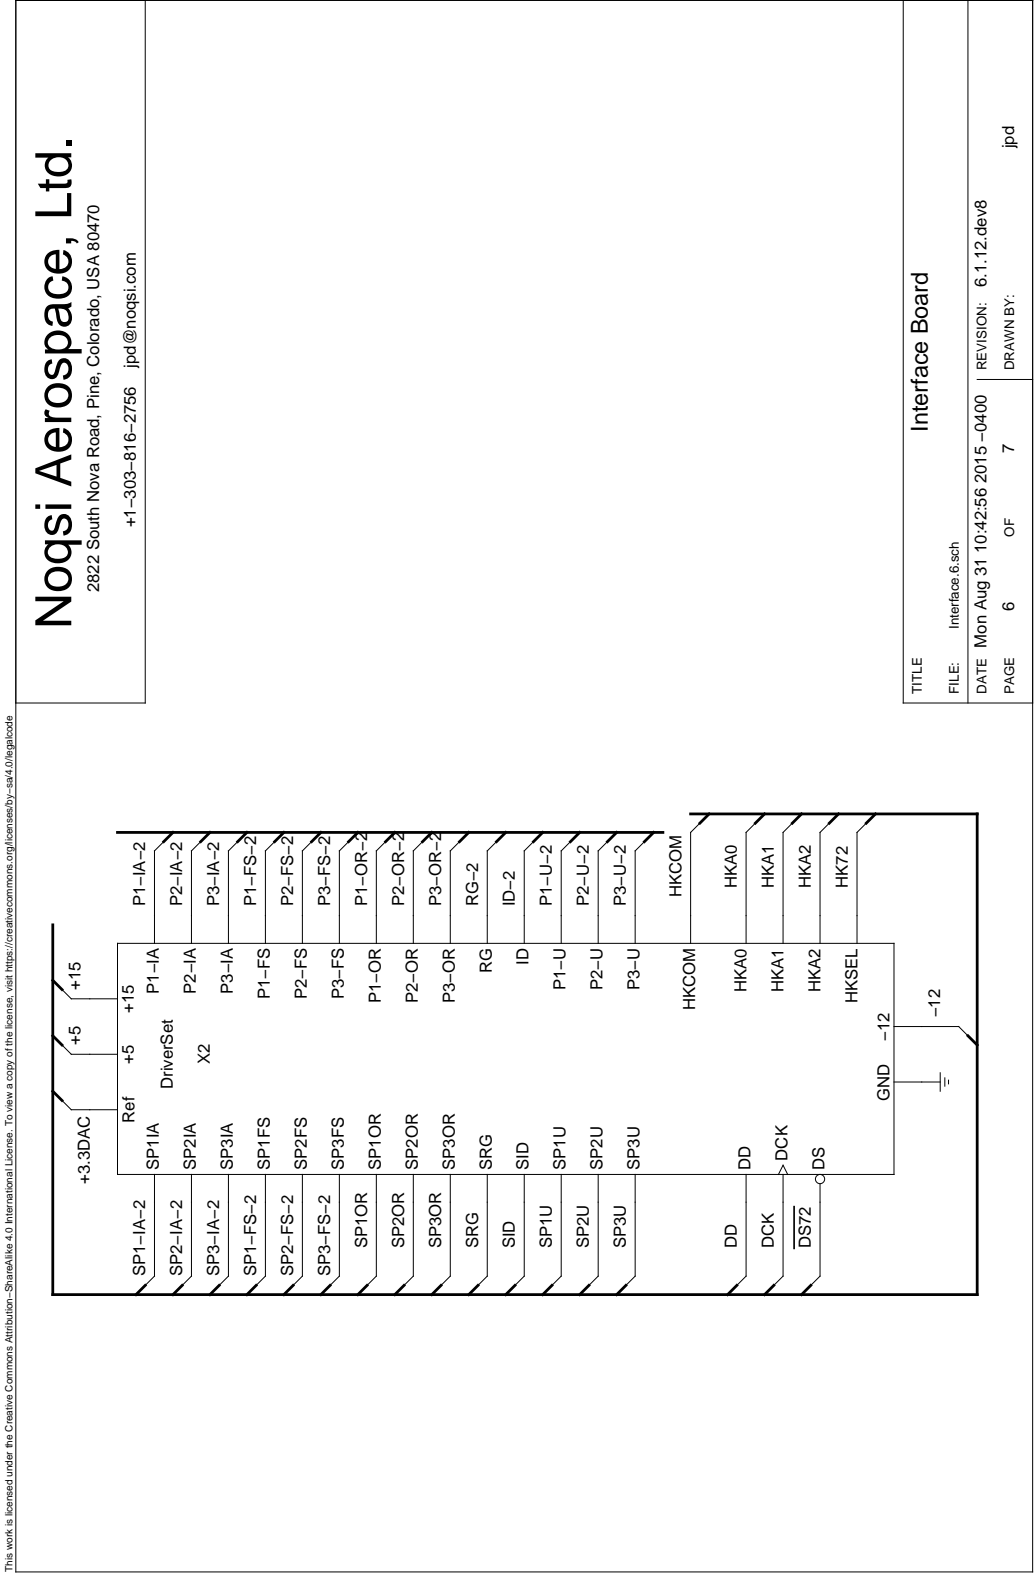 This work is licensed under the Creative Commons Attribution−ShareAlike 4.0 International License. To view a copy of the license, visit https://creativecommons.org/licenses/by−sa/4.0/legalcode
Noqsi Aerospace, Ltd.
2822 South Nova Road, Pine, Colorado, USA 80470
+1−303−816−2756 jpd@noqsi.com
+3.3DAC
+5
+15
Ref
+5
+15
DriverSet
X2
SP1−IA−2 SP1IA P1−IA P1−IA−2
SP2−IA−2 SP2IA P2−IA P2−IA−2
SP3−IA−2 SP3IA P3−IA P3−IA−2
SP1−FS−2 SP1FS P1−FS P1−FS−2
SP2−FS−2 SP2FS P2−FS P2−FS−2
SP3−FS−2 SP3FS P3−FS P3−FS−2
SP1OR SP1OR P1−OR P1−OR−2
SP2OR SP2OR P2−OR P2−OR−2
SP3OR SP3OR P3−OR P3−OR−2
SRG SRG RG RG−2
SID SID ID ID−2
SP1U SP1U P1−U P1−U−2
SP2U SP2U P2−U P2−U−2
SP3U SP3U P3−U P3−U−2
HKCOM HKCOM
DD DD HKA0 HKA0
DCK DCK HKA1 HKA1
DS72 DS HKA2 HKA2
HKSEL HK72
GND
−12
−12
TITLE
Interface Board
FILE: Interface.6.sch
DATE Mon Aug 31 10:42:56 2015 −0400
REVISION: 6.1.12.dev8
PAGE 6 OF 7
DRAWN BY: jpd